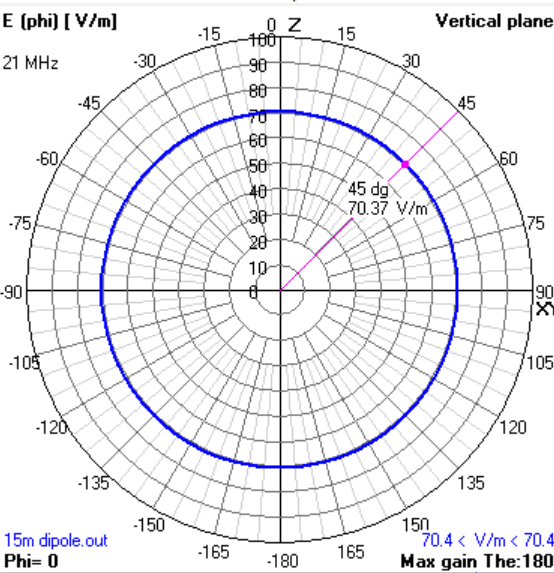 E (phi) [ V/m]
Vertical plane
21 MHz
0 Z
-15 15
-30 30
-45 45
-60 60
-75 75
-90 90
XY
-105 105
-120 120
-135 135
-150 150
-165 165
-180
100
90
80
70
60
50
40
30
20
10
0
45 dg
70.37 V/m
15m dipole.out
70.4 < V/m < 70.4
Phi= 0
Max gain The:180